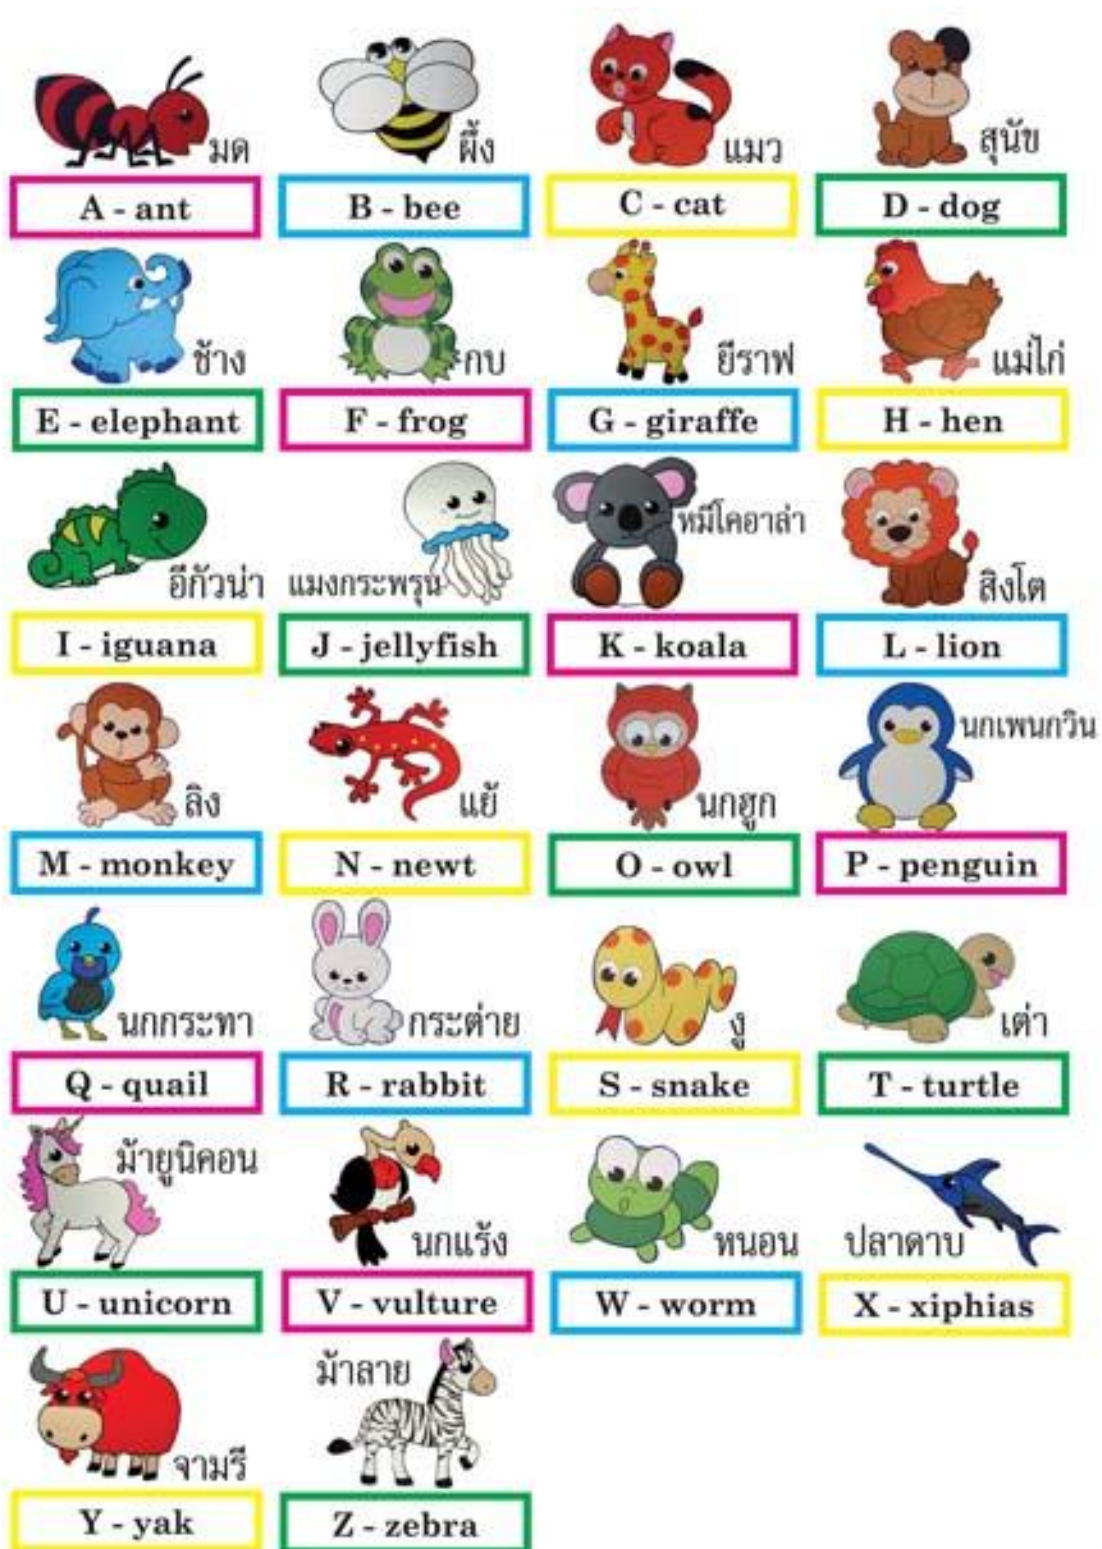 มด
A - ant
ผึ้ง
B - bee
แมว
C - cat
สุนัข
D - dog
ช้าง
E - elephant
กบ
F - frog
ยีราฟ
G - giraffe
แม่ไก่
H - hen
อีกัวน่า
I - iguana
แมงกระพรุน
J - jellyfish
หมีโคอาล่า
K - koala
สิงโต
L - lion
ลิง
M - monkey
แย้
N - newt
นกฮูก
O - owl
นกเพนกวิน
P - penguin
นกกระทา
Q - quail
กระต่าย
R - rabbit
งู
S - snake
เต่า
T - turtle
ม้ายูนิคอน
U - unicorn
นกแร้ง
V - vulture
หนอน
W - worm
ปลาดาบ
X - xiphias
จามรี
Y - yak
ม้าลาย
Z - zebra